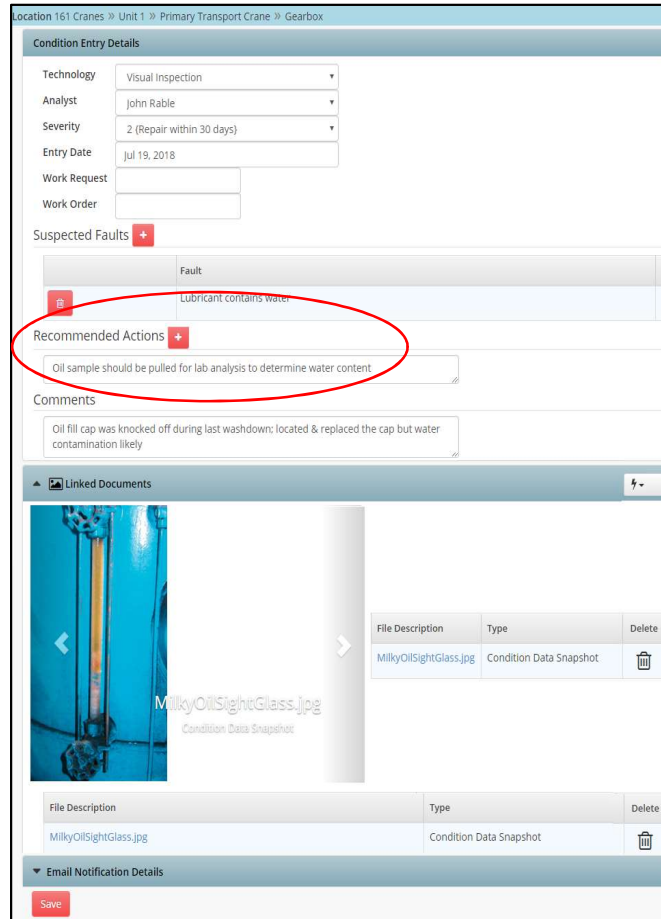 Location 161 Cranes » Unit 1 » Primary Transport Crane » Gearbox
Condition Entry Details
Technology Visual Inspection
Analyst John Rable
Severity 2 (Repair within 30 days)
Entry Date Jul 19, 2018
Work Request
Work Order
Suspected Faults +
Fault
Lubricant contains water
Recommended Actions +
Oil sample should be pulled for lab analysis to determine water content
Comments
Oil fill cap was knocked off during last washdown; located & replaced the cap but water
contamination likely
Linked Documents
MilkyOilSightGlass.jpg
Condition Data Snapshot
File Description Type Delete
MilkyOilSightGlass.jpg Condition Data Snapshot
File Description Type Delete
MilkyOilSightGlass.jpg Condition Data Snapshot
Email Notification Details
Save